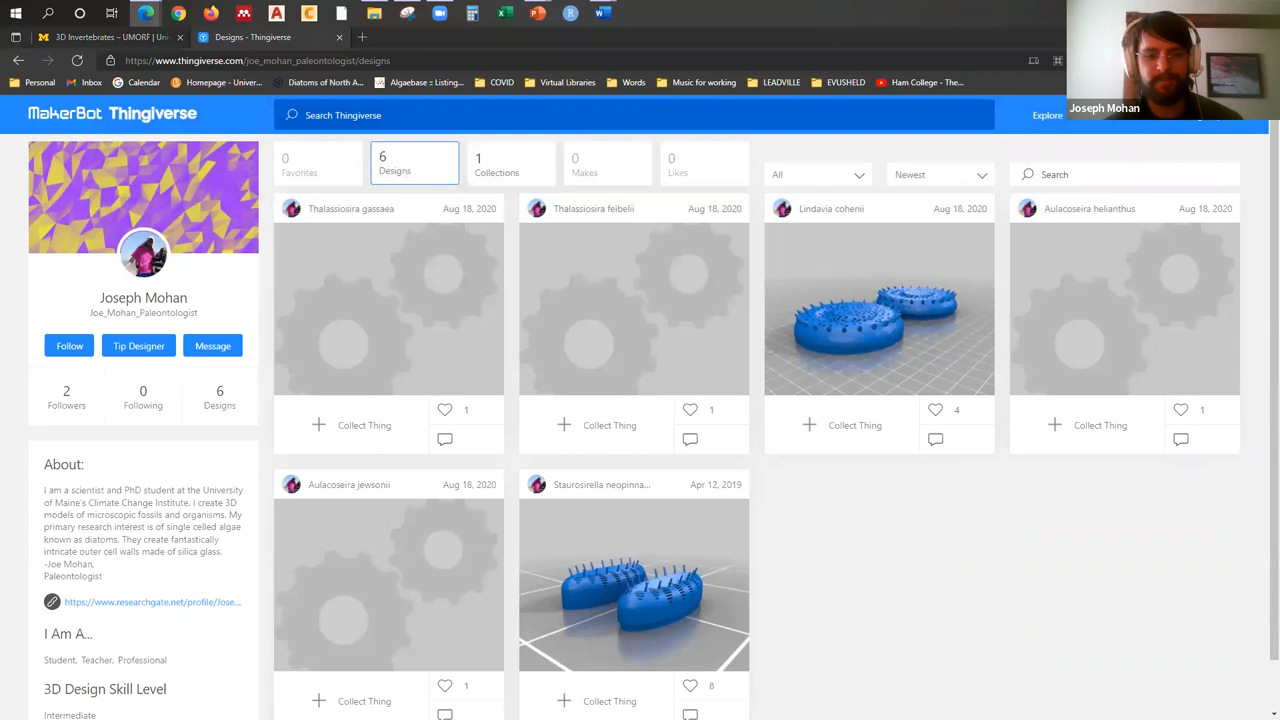 3D Invertebrates – UMORF | Uni
Designs - Thingiverse
https://www.thingiverse.com/joe_mohan_paleontologist/designs
Personal
Inbox
Calendar
Homepage - Univer...
Diatoms of North A...
Algaebase :: Listing...
COVID
Virtual Libraries
Words
Music for working
LEADVILLE
EVUSHELD
Ham College - The...
Joseph Mohan
MakerBot Thingiverse
Search Thingiverse
Explore
0
Favorites
6
Designs
1
Collections
0
Makes
0
Likes
All
Newest
Search
Joseph Mohan
Joe_Mohan_Paleontologist
Follow
Tip Designer
Message
2
Followers
0
Following
6
Designs
About:
I am a scientist and PhD student at the University
of Maine's Climate Change Institute. I create 3D
models of microscopic fossils and organisms. My
primary research interest is of single celled algae
known as diatoms. They create fantastically
intricate outer cell walls made of silica glass.
-Joe Mohan,
Paleontologist
https://www.researchgate.net/profile/Jose...
I Am A...
Student, Teacher, Professional
3D Design Skill Level
Intermediate
Thalassiosira gassaea
Aug 18, 2020
Collect Thing
1
Thalassiosira feibelii
Aug 18, 2020
Collect Thing
1
Lindavia cohenii
Aug 18, 2020
Collect Thing
4
Aulacoseira helianthus
Aug 18, 2020
Collect Thing
1
Aulacoseira jewsonii
Aug 18, 2020
Collect Thing
1
Staurosirella neopinna...
Apr 12, 2019
Collect Thing
8